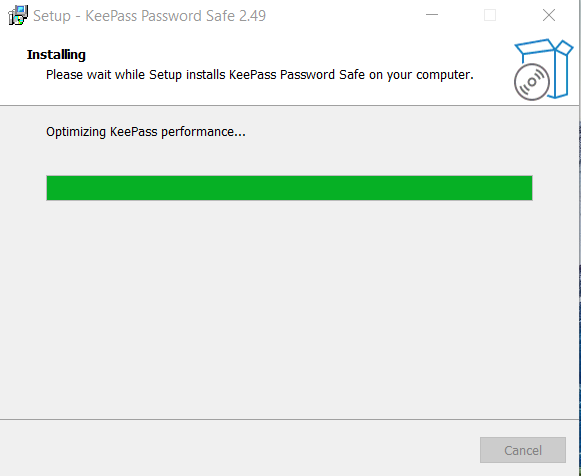 Setup - KeePass Password Safe 2.49
Installing
Please wait while Setup installs KeePass Password Safe on your computer.
Optimizing KeePass performance...
Cancel